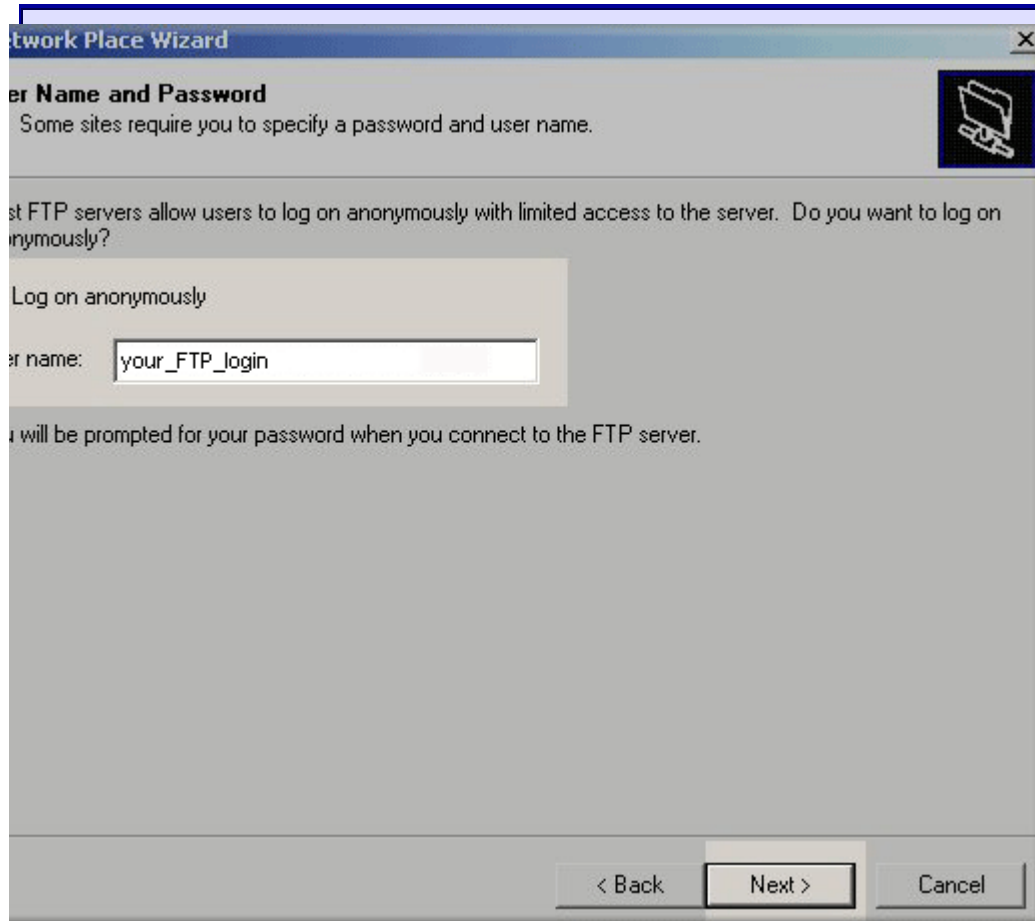 twork Place Wizard
er Name and Password
Some sites require you to specify a password and user name.
st FTP servers allow users to log on anonymously with limited access to the server. Do you want to log on
onymously?
Log on anonymously
er name: your_FTP_login
u will be prompted for your password when you connect to the FTP server.
< Back Next > Cancel